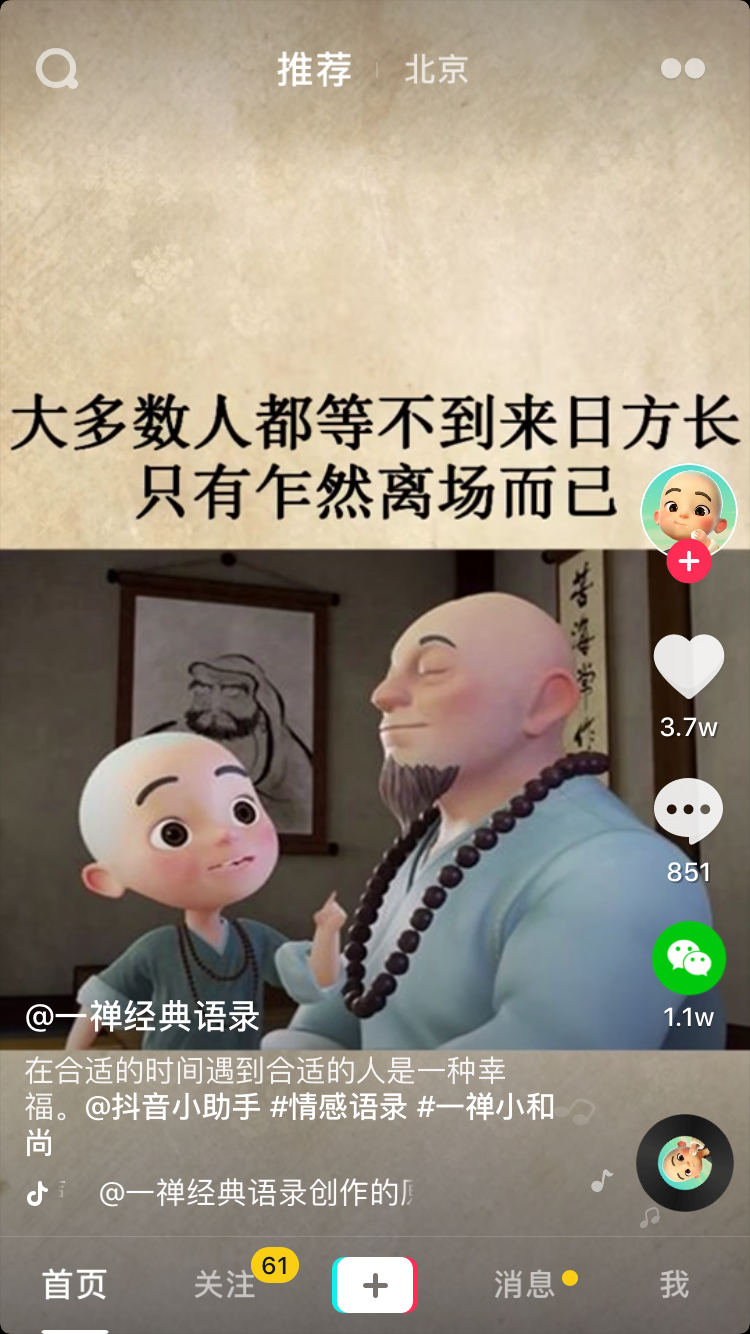 推荐
北京
大多数人都等不到来日方长
只有乍然离场而已
苦海常作
3.7w
851
1.1w
@一禅经典语录
在合适的时间遇到合适的人是一种幸
福。@抖音小助手 #情感语录 #一禅小和
尚
@一禅经典语录创作的
首页
关注
61
消息
我